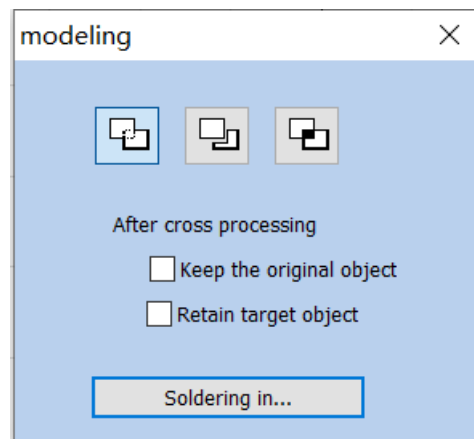 modeling
After cross processing
Keep the original object
Retain target object
Soldering in...